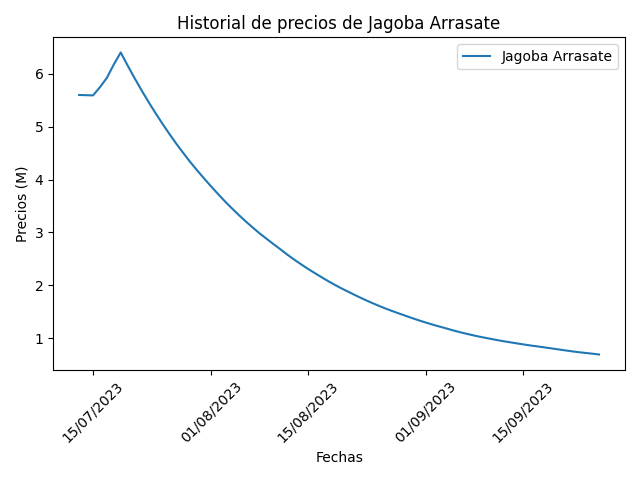 Historial de precios de Jagoba Arrasate
Jagoba Arrasate
Precios (M)
6
5
4
3
2
1
15/07/2023
01/08/2023
15/08/2023
01/09/2023
15/09/2023
Fechas